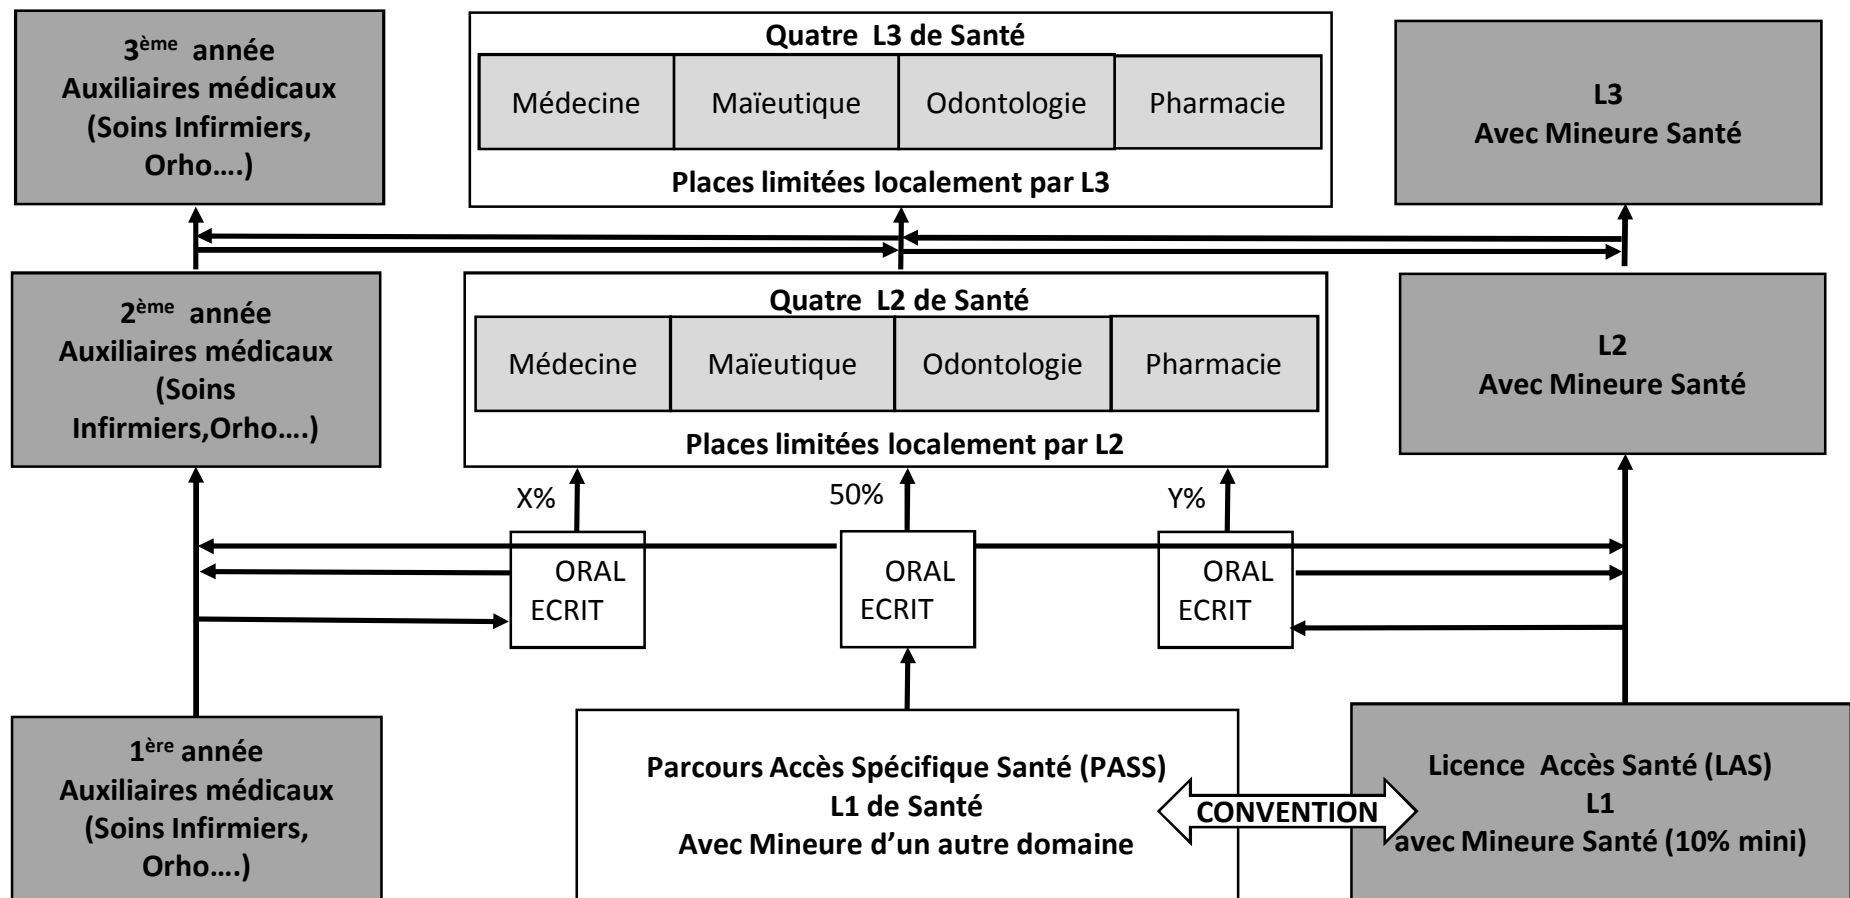 3ème année
Auxiliaires médicaux
(Soins Infirmiers,
Orho….)
Quatre L3 de Santé
Médecine
Maïeutique
Odontologie
Pharmacie
Places limitées localement par L3
L3
Avec Mineure Santé
2ème année
Auxiliaires médicaux
(Soins
Infirmiers,Orho….)
Quatre L2 de Santé
Médecine
Maïeutique
Odontologie
Pharmacie
Places limitées localement par L2
L2
Avec Mineure Santé
X%
50%
Y%
ORAL
ECRIT
ORAL
ECRIT
ORAL
ECRIT
1ère année
Auxiliaires médicaux
(Soins Infirmiers,
Orho….)
Parcours Accès Spécifique Santé (PASS)
L1 de Santé
Avec Mineure d’un autre domaine
CONVENTION
Licence Accès Santé (LAS)
L1
avec Mineure Santé (10% mini)